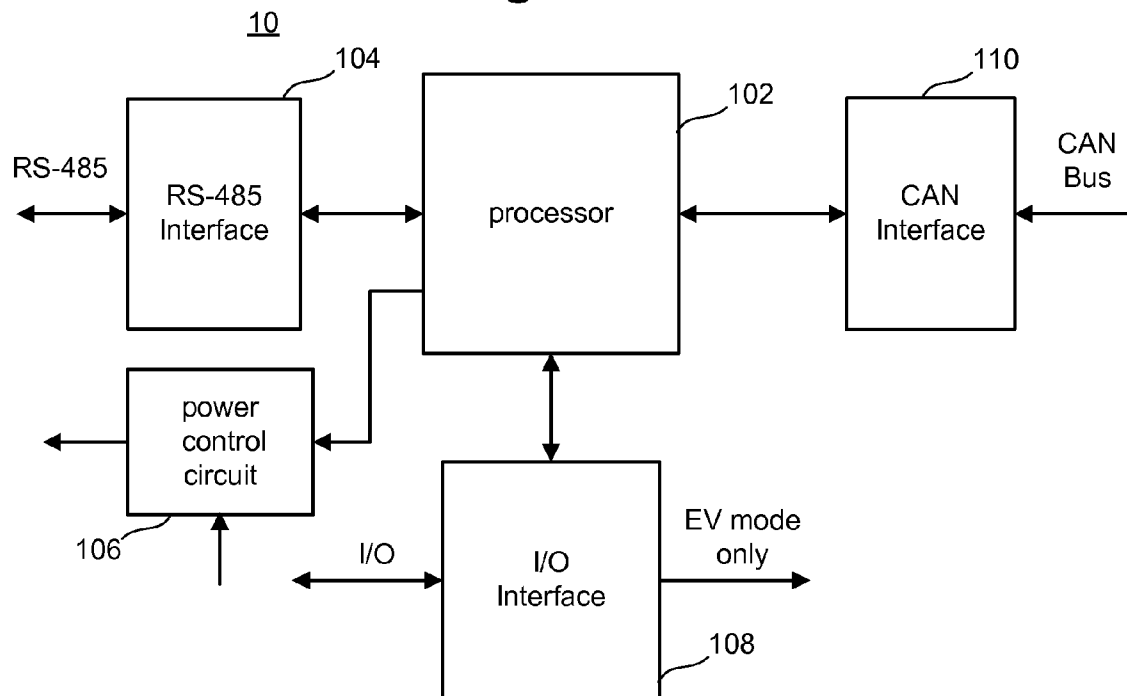 10
104
102
110
RS-485
RS-485
Interface
processor
CAN
Interface
CAN
Bus
power
control
circuit
106
I/O
I/O
Interface
EV mode
only
108